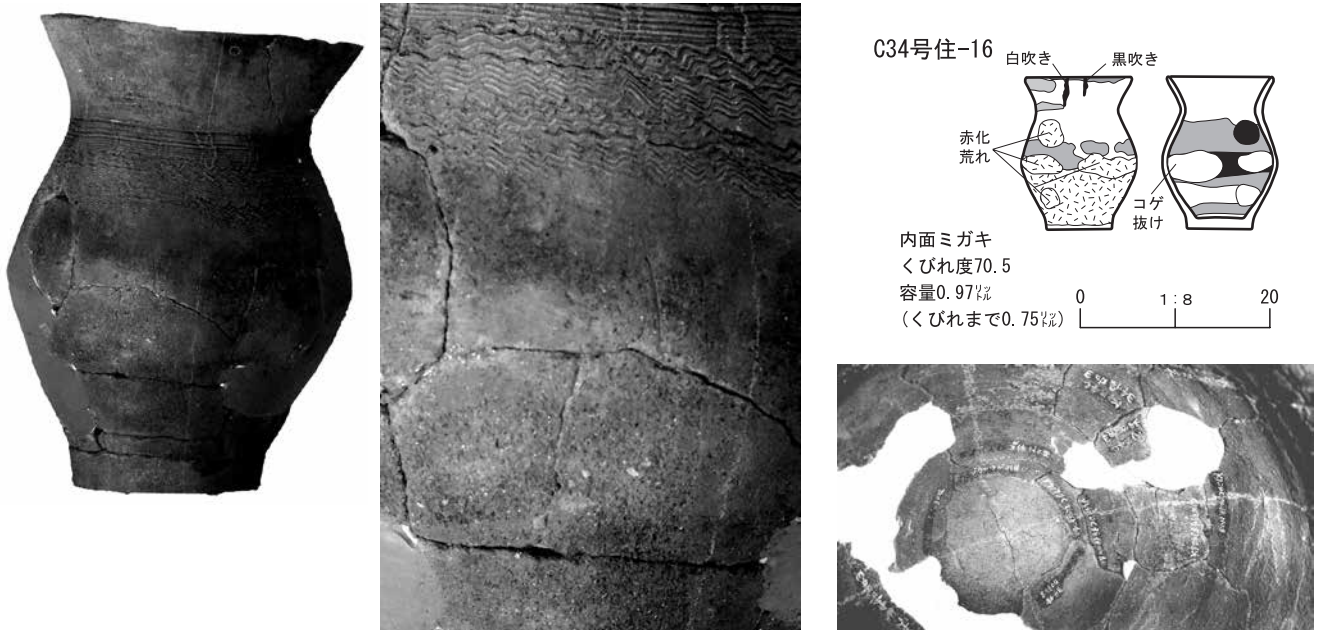 C34号住-16
白吹き
黒吹き
赤化
荒れ
コゲ
抜け
内面ミガキ
くびれ度70.5
容量0.97㍑
(くびれまで0.75㍑)
0
1:8
20